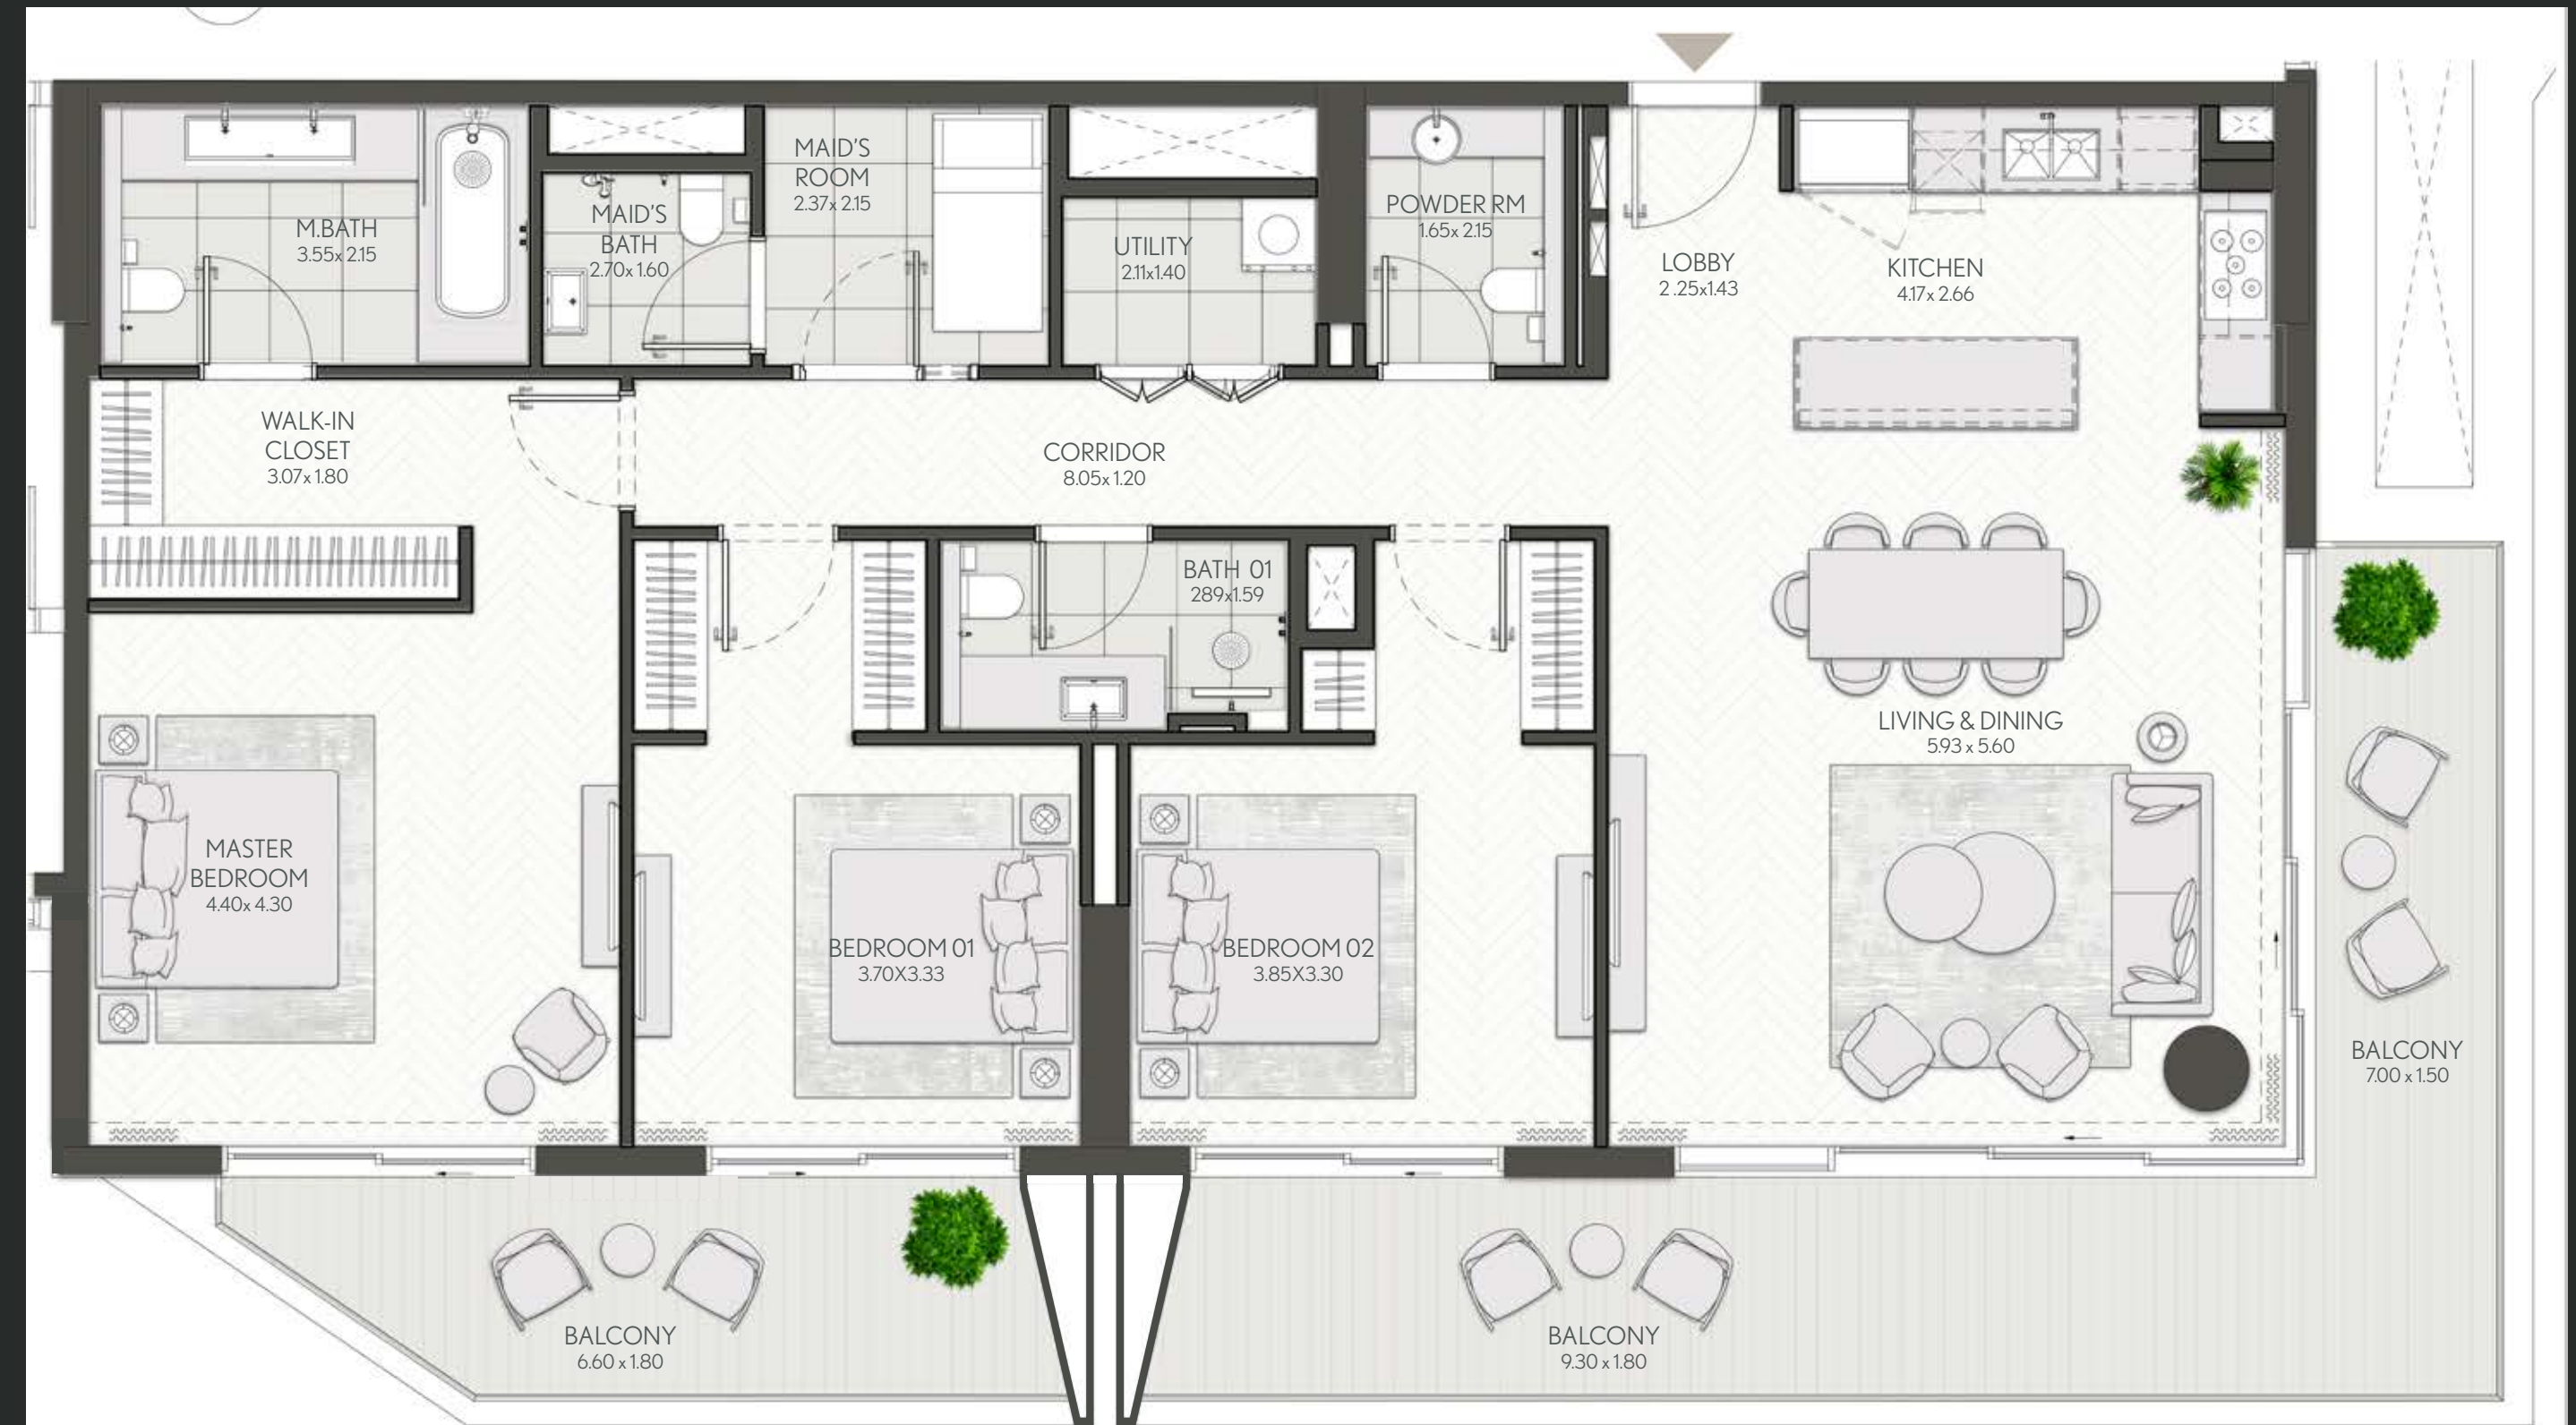 M.BATH
3.55x 2.15
MAID'S
BATH
2.70x 1.60
MAID'S
ROOM
2.37x 2.15
UTILITY
2.11x1.40
POWDER RM
1.65x 2.15
LOBBY
2 .25x1.43
KITCHEN
4.17x 2.66
WALK-IN
CLOSET
3.07x 1.80
CORRIDOR
8.05x 1.20
BATH 01
289x1.59
LIVING & DINING
5.93 x 5.60
MASTER
BEDROOM
4.40x 4.30
BEDROOM 01
3.70X3.33
BEDROOM 02
3.85X3.30
BALCONY
7.00 x 1.50
BALCONY
6.60 x 1.80
BALCONY
9.30 x 1.80